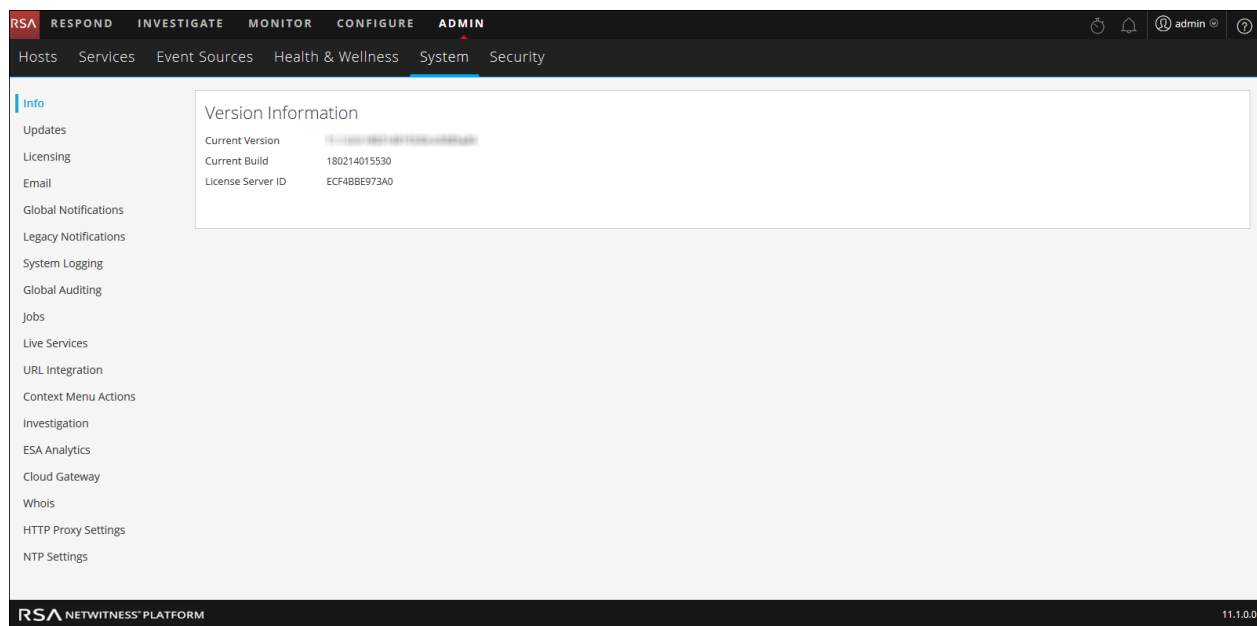 RSA RESPOND INVESTIGATE MONITOR CONFIGURE ADMIN admin
Hosts Services Event Sources Health & Wellness System Security
Info
Updates
Licensing
Email
Global Notifications
Legacy Notifications
System Logging
Global Auditing
Jobs
Live Services
URL Integration
Context Menu Actions
Investigation
ESA Analytics
Cloud Gateway
Whois
HTTP Proxy Settings
NTP Settings
Version Information
Current Version
Current Build 180214015530
License Server ID ECF4BBE973A0
RSA NETWITNESS® PLATFORM 11.1.0.0